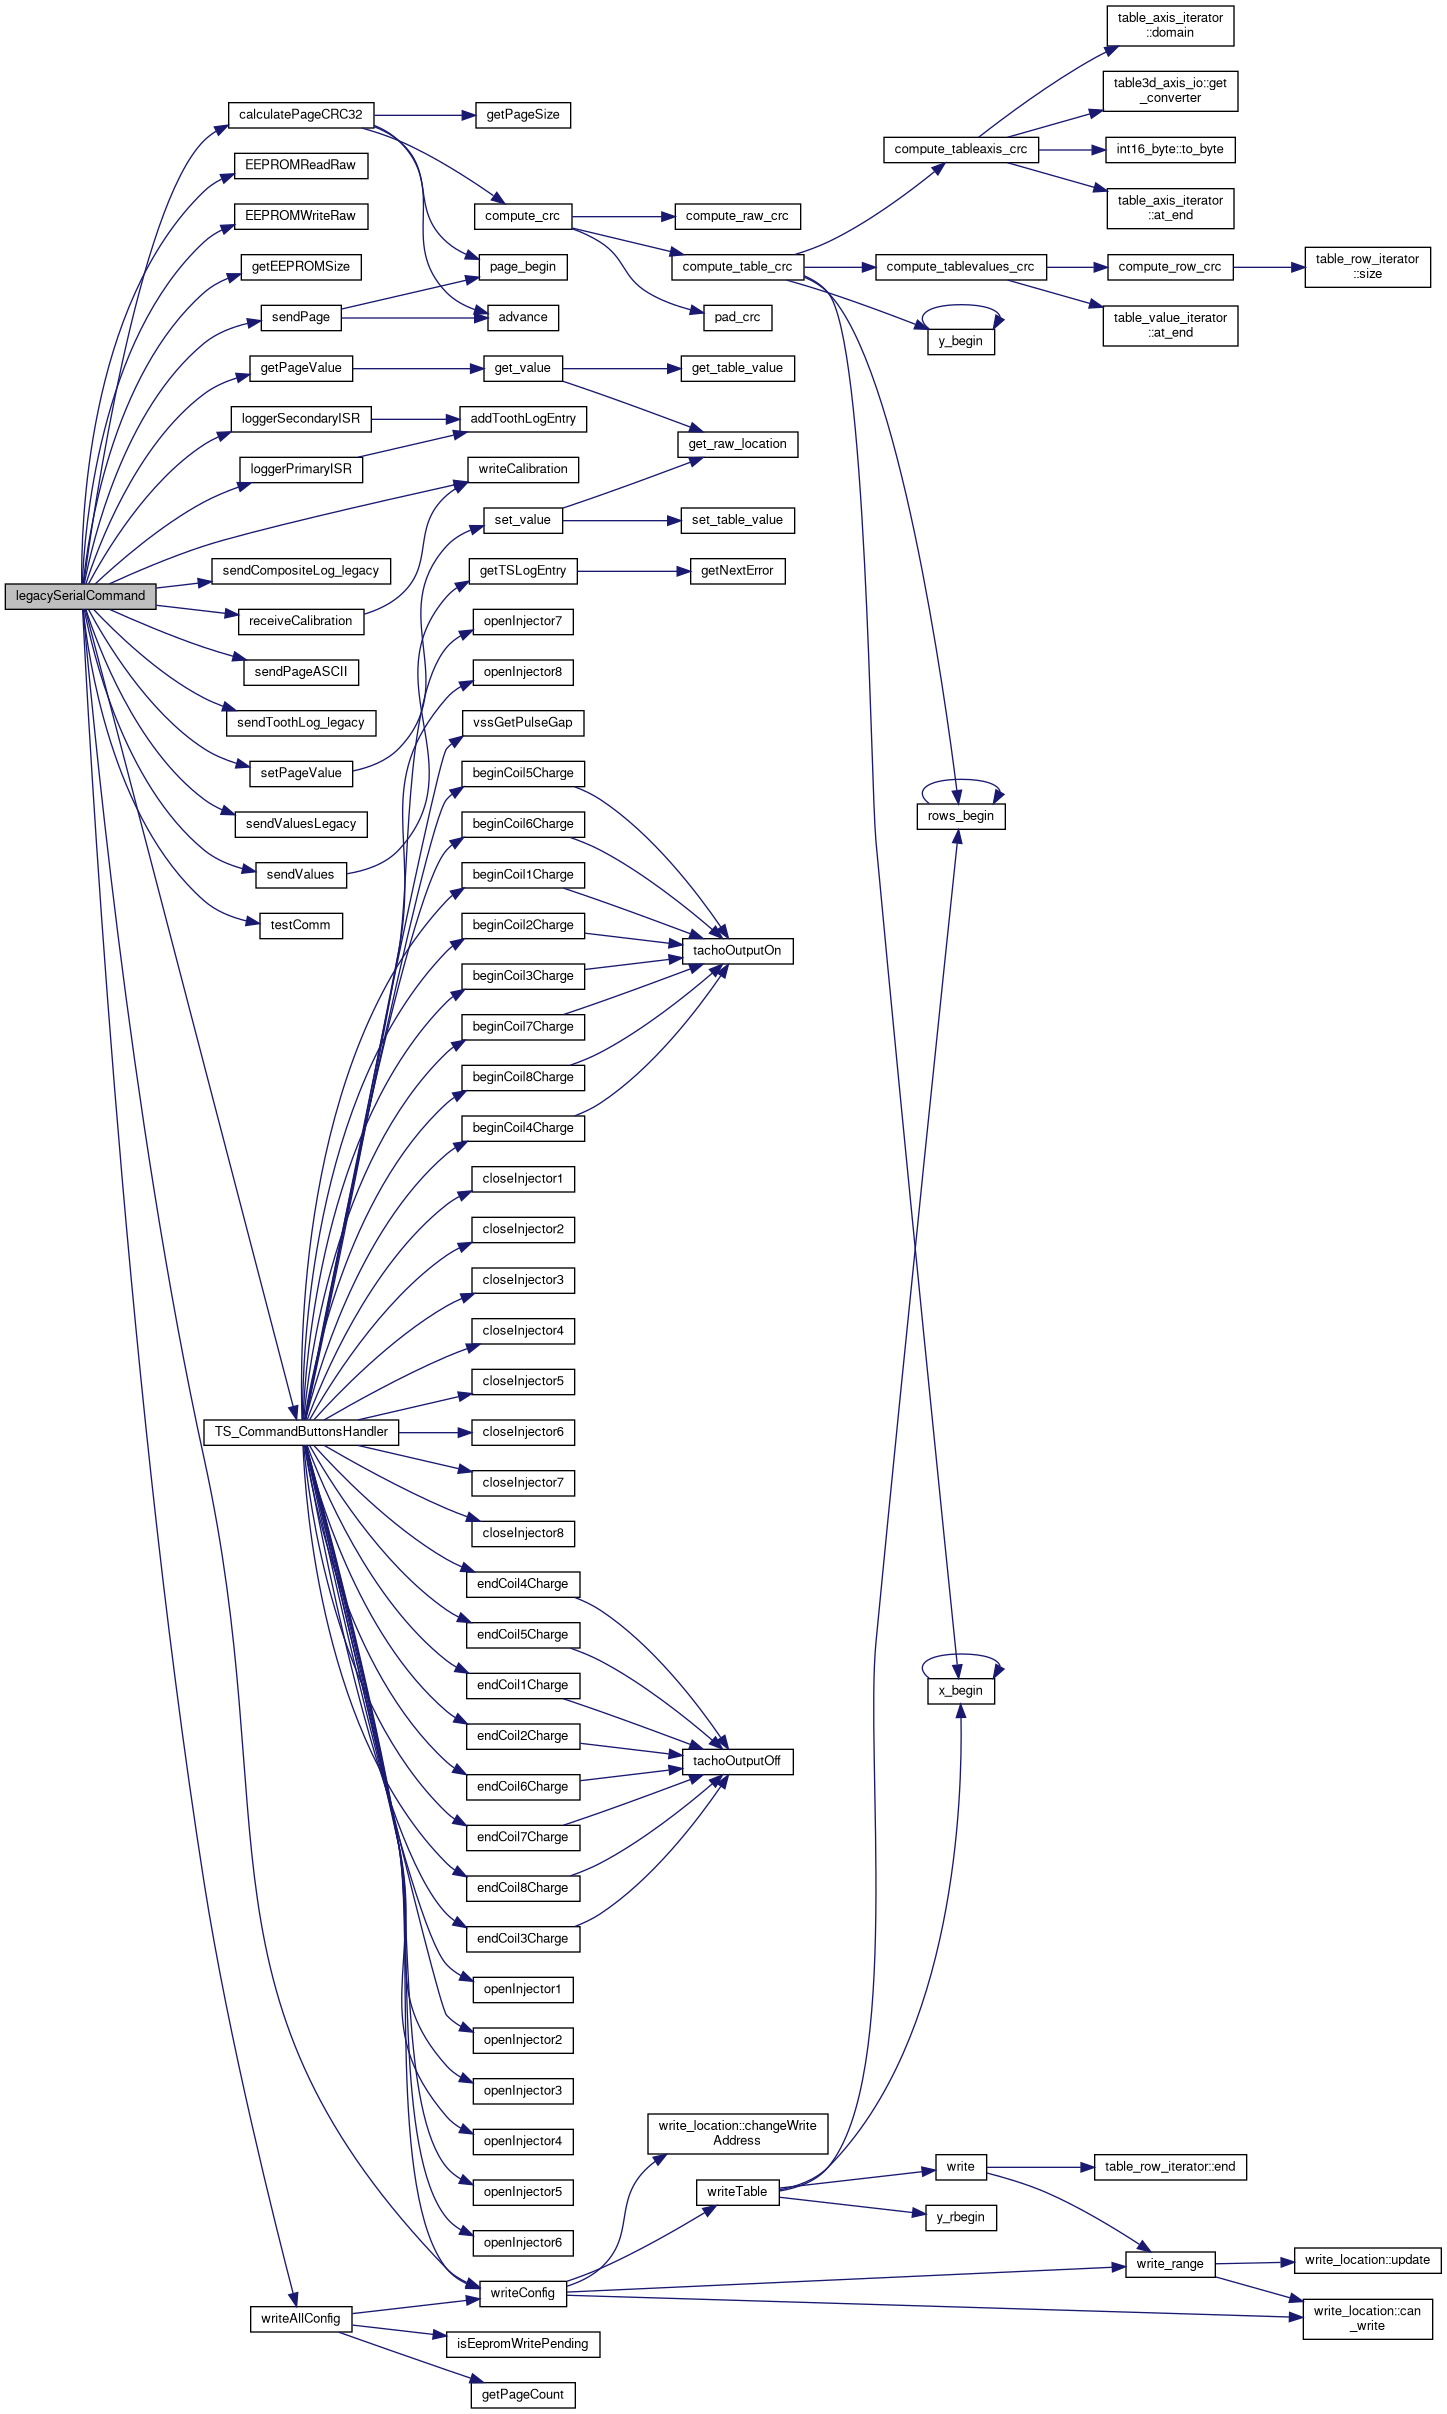 table_axis_iterator
::domain
table3d_axis_io::get
_converter
calculatePageCRC32
getPageSize
compute_tableaxis_crc
int16_byte::to_byte
EEPROMReadRaw
table_axis_iterator
::at_end
EEPROMWriteRaw
compute_crc
compute_raw_crc
getEEPROMSize
page_begin
compute_table_crc
compute_tablevalues_crc
compute_row_crc
table_row_iterator
::size
sendPage
advance
pad_crc
y_begin
table_value_iterator
::at_end
getPageValue
get_value
get_table_value
loggerSecondaryISR
addToothLogEntry
get_raw_location
loggerPrimaryISR
writeCalibration
set_value
set_table_value
sendCompositeLog_legacy
getTSLogEntry
getNextError
legacySerialCommand
receiveCalibration
openInjector7
sendPageASCII
openInjector8
sendToothLog_legacy
vssGetPulseGap
setPageValue
beginCoil5Charge
sendValuesLegacy
beginCoil6Charge
rows_begin
sendValues
beginCoil1Charge
testComm
beginCoil2Charge
tachoOutputOn
beginCoil3Charge
beginCoil7Charge
beginCoil8Charge
beginCoil4Charge
closeInjector1
closeInjector2
closeInjector3
closeInjector4
closeInjector5
TS_CommandButtonsHandler
closeInjector6
closeInjector7
closeInjector8
endCoil4Charge
endCoil5Charge
endCoil1Charge
x_begin
endCoil2Charge
tachoOutputOff
endCoil6Charge
endCoil7Charge
endCoil8Charge
endCoil3Charge
openInjector1
openInjector2
openInjector3
write_location::changeWrite
Address
openInjector4
write
table_row_iterator::end
openInjector5
writeTable
y_rbegin
openInjector6
write_range
write_location::update
writeConfig
writeAllConfig
write_location::can
_write
isEepromWritePending
getPageCount